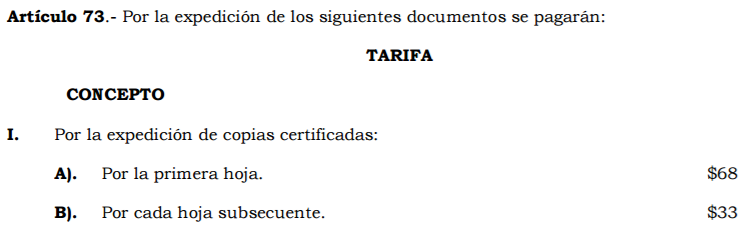 Artículo 73.- Por la expedición de los siguientes documentos se pagarán:
TARIFA
CONCEPTO
I. Por la expedición de copias certificadas:
A). Por la primera hoja. $68
B). Por cada hoja subsecuente. $33